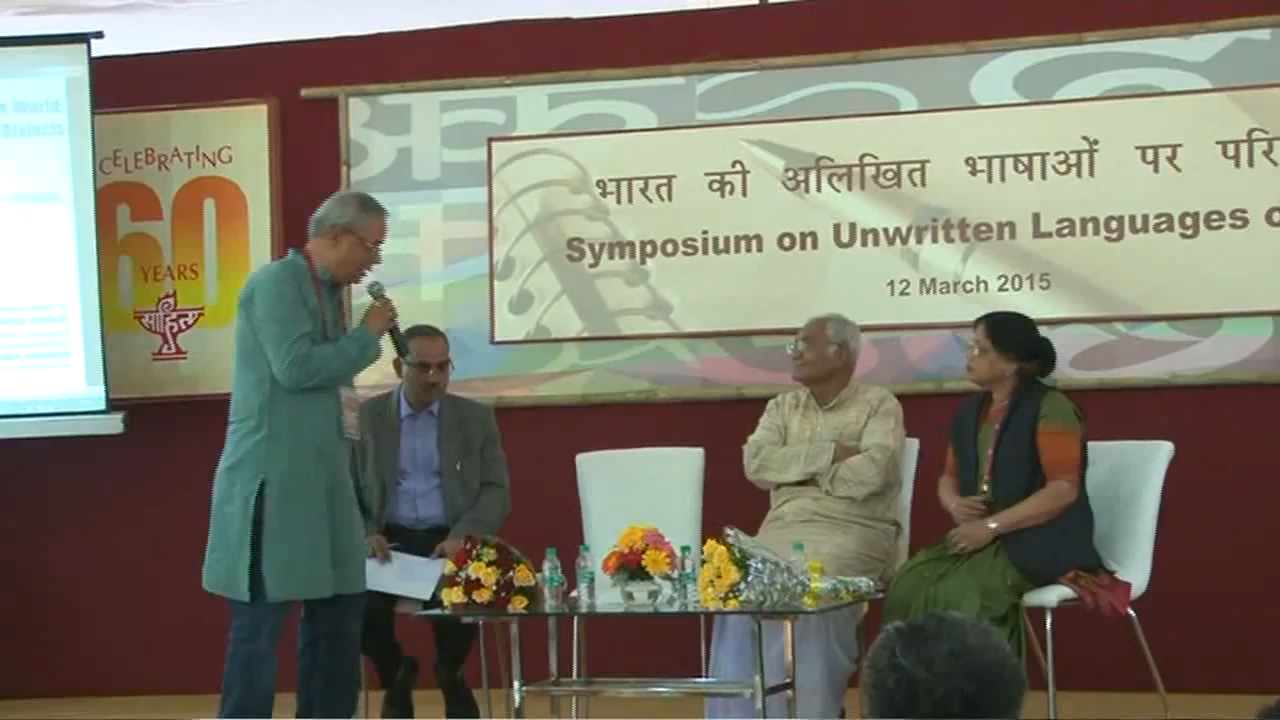 n World:
Dialects
CELEBRATING
60
YEARS
साहित्य
भारत की अलिखित भाषाओं पर परि
Symposium on Unwritten Languages o
12 March 2015